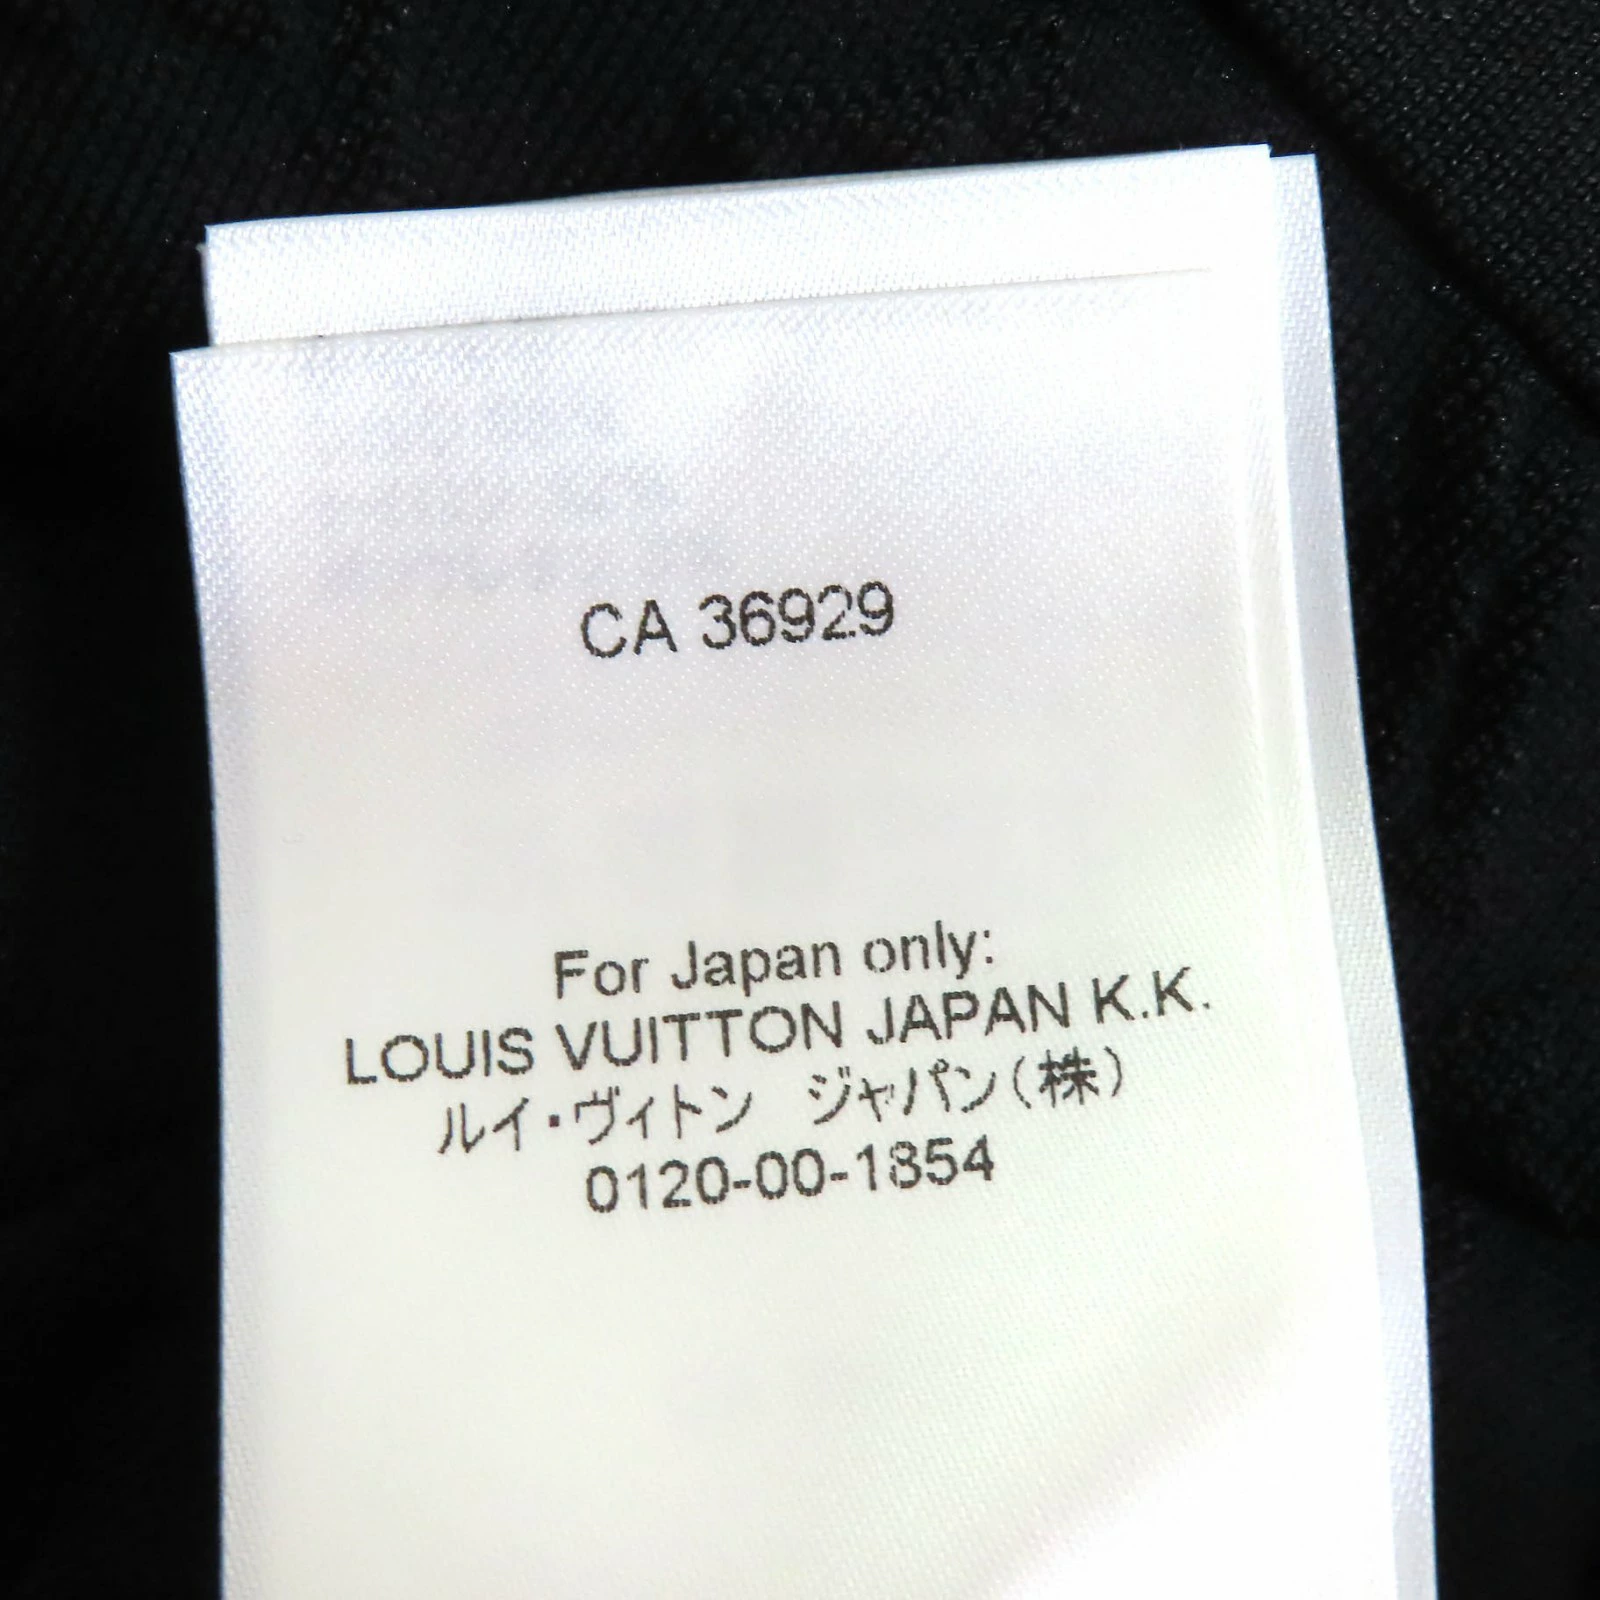 CA 36929
For Japan only:
LOUIS VUITTON JAPAN K.K.
ルイ・ヴィトン　ジャパン(株)
0120-00-1854